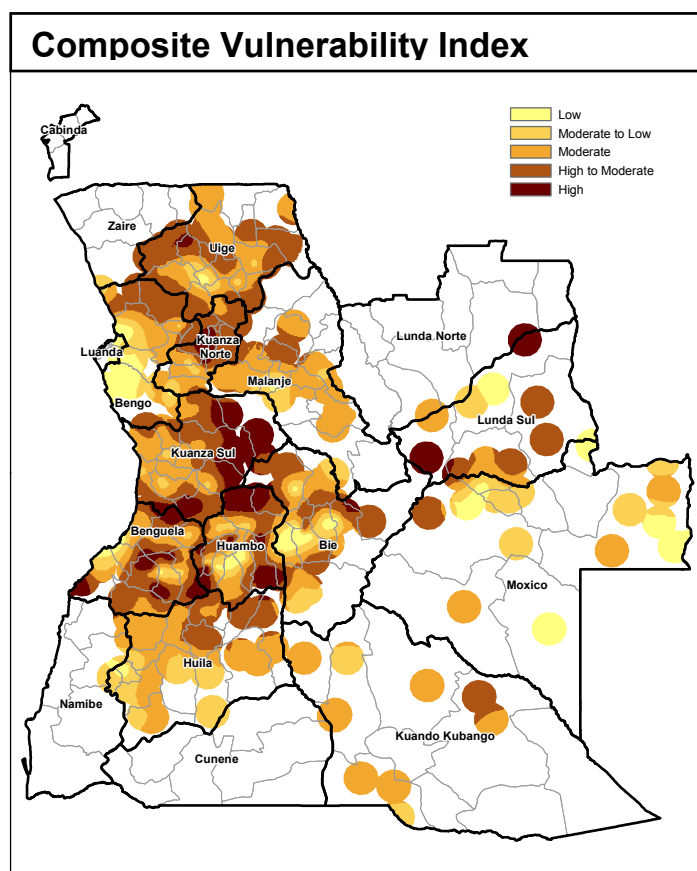 Composite Vulnerability Index
Low
Moderate to Low
Moderate
High to Moderate
High
Cabinda
Zaire
Uige
Luanda
Kuanza
Norte
Lunda Norte
Malanje
Bengo
Lunda Sul
Kuanza Sul
Benguela
Huambo
Bie
Moxico
Huila
Namibe
Kuando Kubango
Cunene